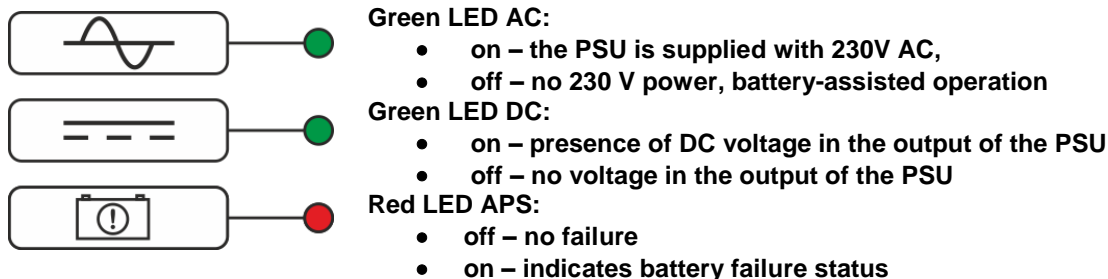 Green LED AC:
● on – the PSU is supplied with 230V AC,
● off – no 230 V power, battery-assisted operation
Green LED DC:
● on – presence of DC voltage in the output of the PSU
● off – no voltage in the output of the PSU
Red LED APS:
● off – no failure
● on – indicates battery failure status